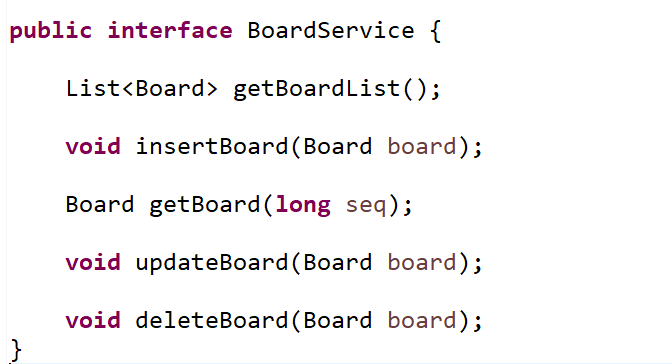 public interface BoardService {
List<Board> getBoardList();
void insertBoard(Board board);
Board getBoard(long seq);
void updateBoard(Board board);
void deleteBoard(Board board);
}